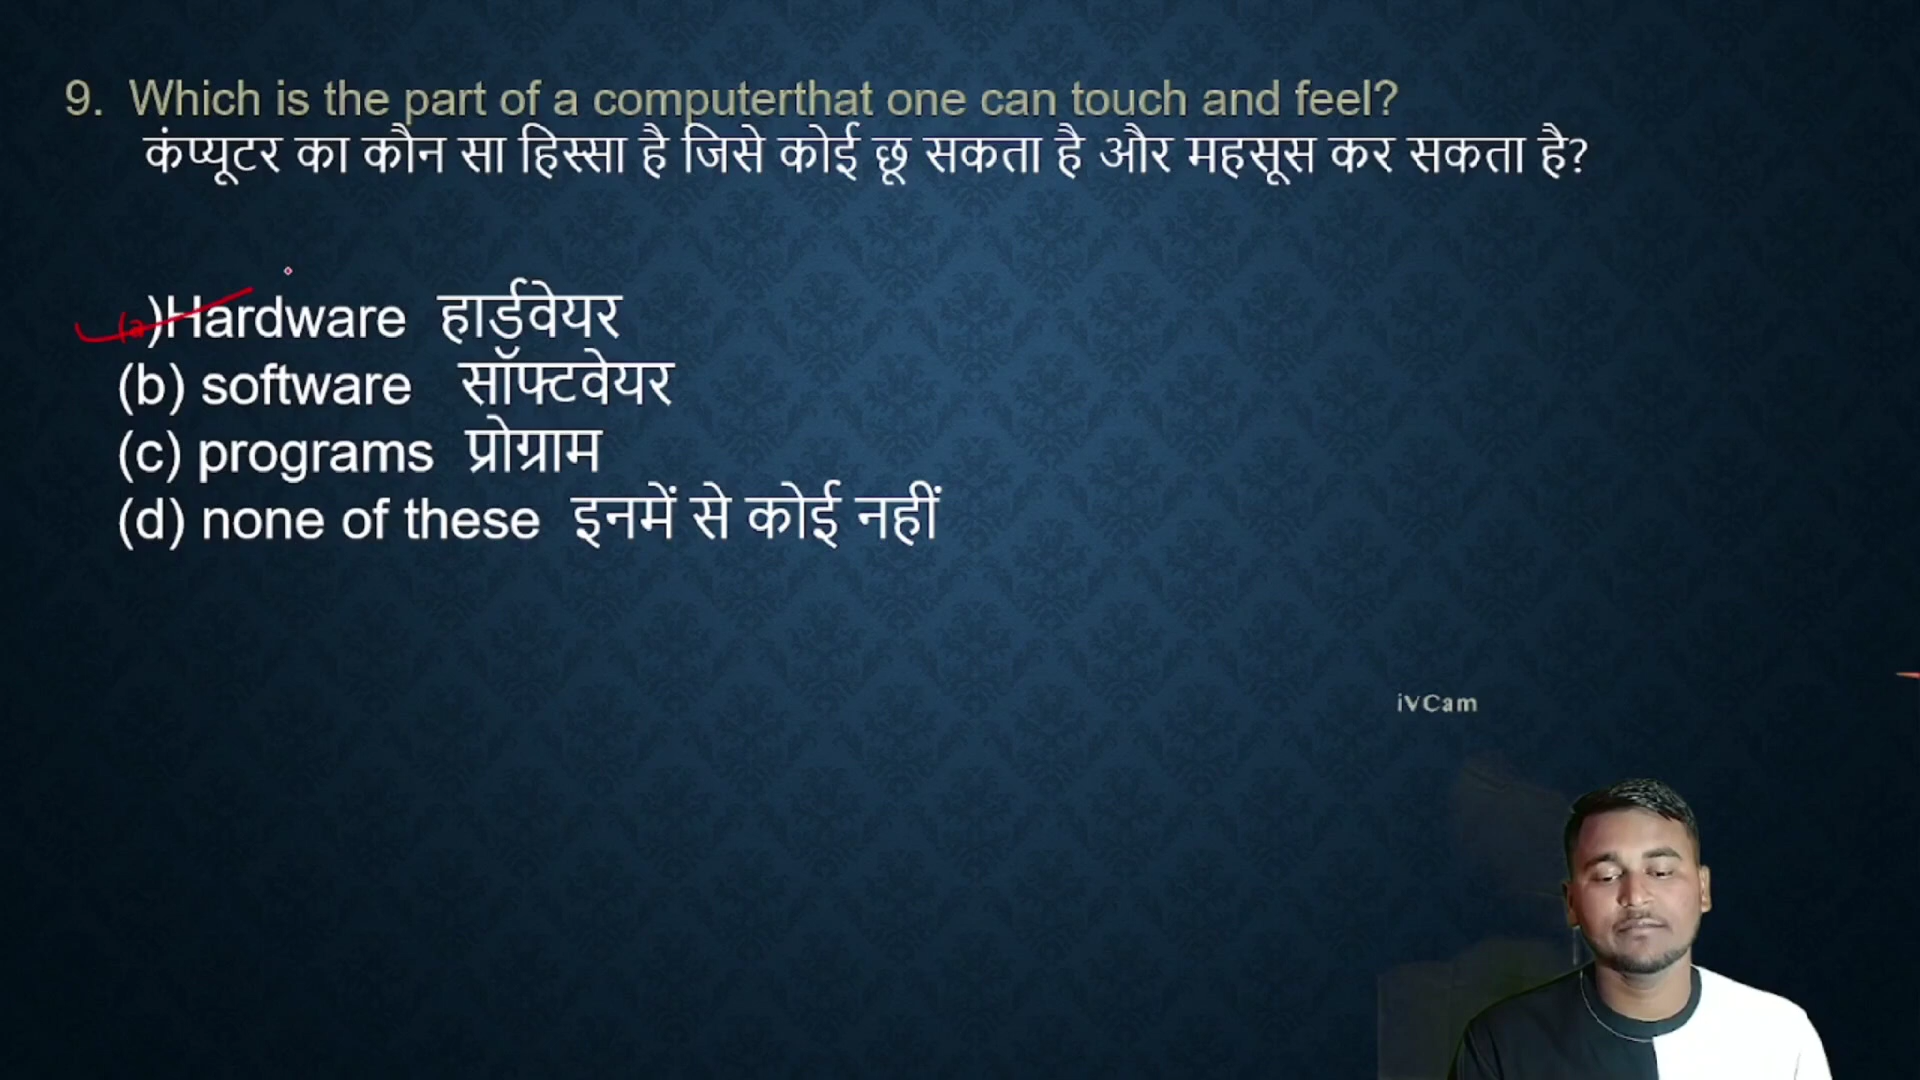 9. Which is the part of a computerthat one can touch and feel?
कंप्यूटर का कौन सा हिस्सा है जिसे कोई छू सकता है और महसूस कर सकता है?
(a)Hardware हार्डवेयर
(b) software सॉफ्टवेयर
(c) programs प्रोग्राम
(d) none of these इनमें से कोई नहीं
iVCam